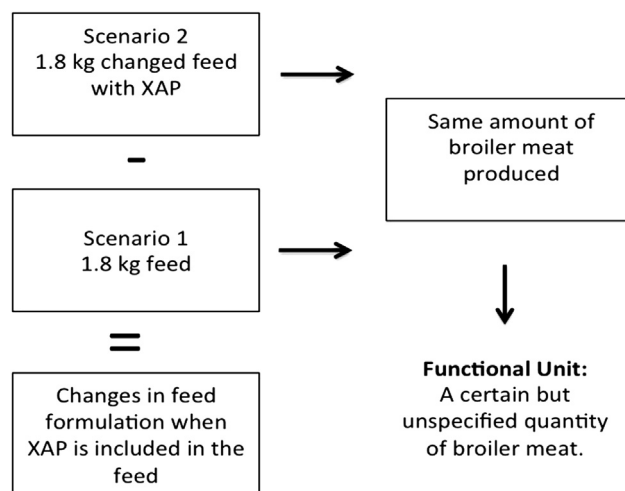 Scenario 2
1.8 kg changed feed
with XAP
-
Scenario 1
1.8 kg feed
=
Changes in feed
formulation when
XAP is included in the
feed
Same amount of
broiler meat
produced
Functional Unit:
A certain but
unspecified quantity
of broiler meat.